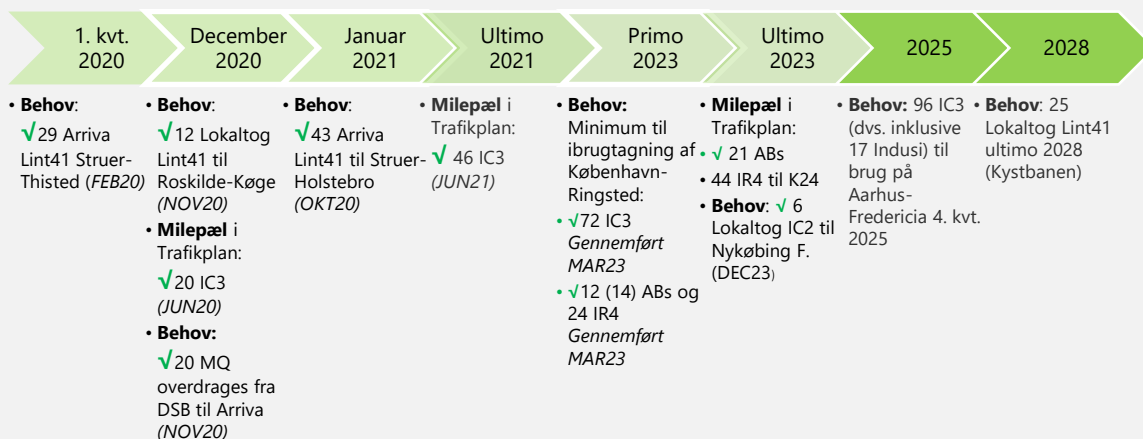 1. kvt.
2020
December
2020
Januar
2021
Ultimo
2021
Primo
2023
Ultimo
2023
2025
2028
• Behov:
√29 Arriva
Lint41 Struer-
Thisted (FEB20)
• Behov:
√12 Lokaltog
Lint41 til
Roskilde-Køge
(NOV20)
• Milepæl i
Trafikplan:
√20 IC3
(JUN20)
• Behov:
√20 MQ
overdrages fra
DSB til Arriva
(NOV20)
• Behov:
√43 Arriva
Lint41 til Struer-
Holstebro
(OKT20)
• Milepæl i
Trafikplan:
√ 46 IC3
(JUN21)
• Behov:
Minimum til
ibrugtagning af
København-
Ringsted:
• √72 IC3
Gennemført
MAR23
• √12 (14) ABs og
24 IR4
Gennemført
MAR23
• Milepæl i
Trafikplan:
• √ 21 ABs
• 44 IR4 til K24
• Behov: √ 6
Lokaltog IC2 til
Nykøbing F.
(DEC23)
• Behov: 96 IC3
(dvs. inklusive
17 Indusi) til
brug på
Aarhus-
Fredericia 4. kvt.
2025
• Behov: 25
Lokaltog Lint41
ultimo 2028
(Kystbanen)